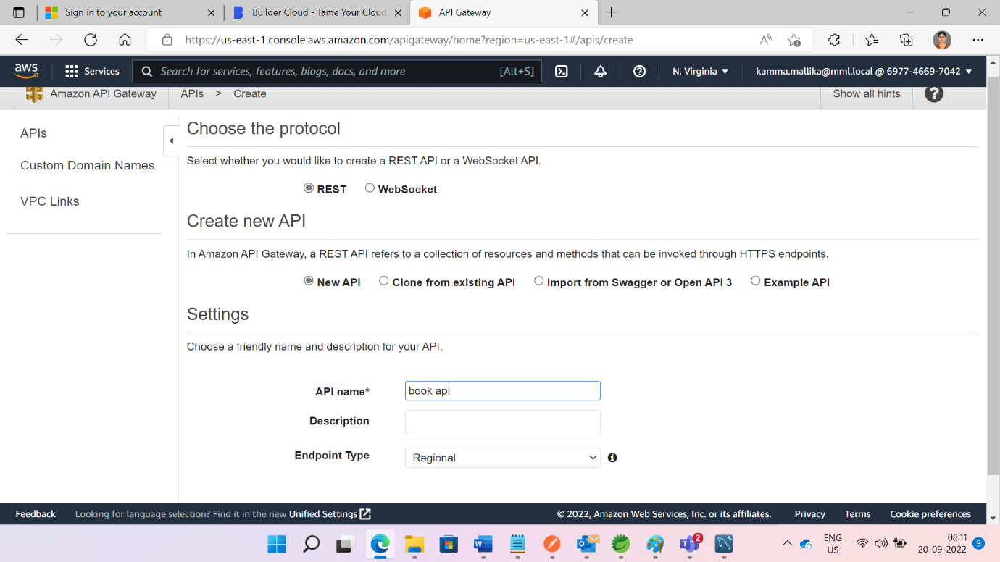 Sign in to your account
Builder Cloud - Tame Your Cloud
API Gateway
https://us-east-1.console.aws.amazon.com/apigateway/home?region=us-east-1#/apis/create
aws
Services
Search for services, features, blogs, docs, and more [Alt+S]
N. Virginia
kamma.mallika@mml.local @ 6977-4669-7042
Amazon API Gateway
APIs > Create
Show all hints
APIs
Custom Domain Names
VPC Links
Choose the protocol
Select whether you would like to create a REST API or a WebSocket API.
REST WebSocket
Create new API
In Amazon API Gateway, a REST API refers to a collection of resources and methods that can be invoked through HTTPS endpoints.
New API Clone from existing API Import from Swagger or Open API 3 Example API
Settings
Choose a friendly name and description for your API.
API name* book api
Description
Endpoint Type Regional
Feedback Looking for language selection? Find it in the new Unified Settings © 2022, Amazon Web Services, Inc. or its affiliates. Privacy Terms Cookie preferences
2
ENG
US
08:11
20-09-2022
9